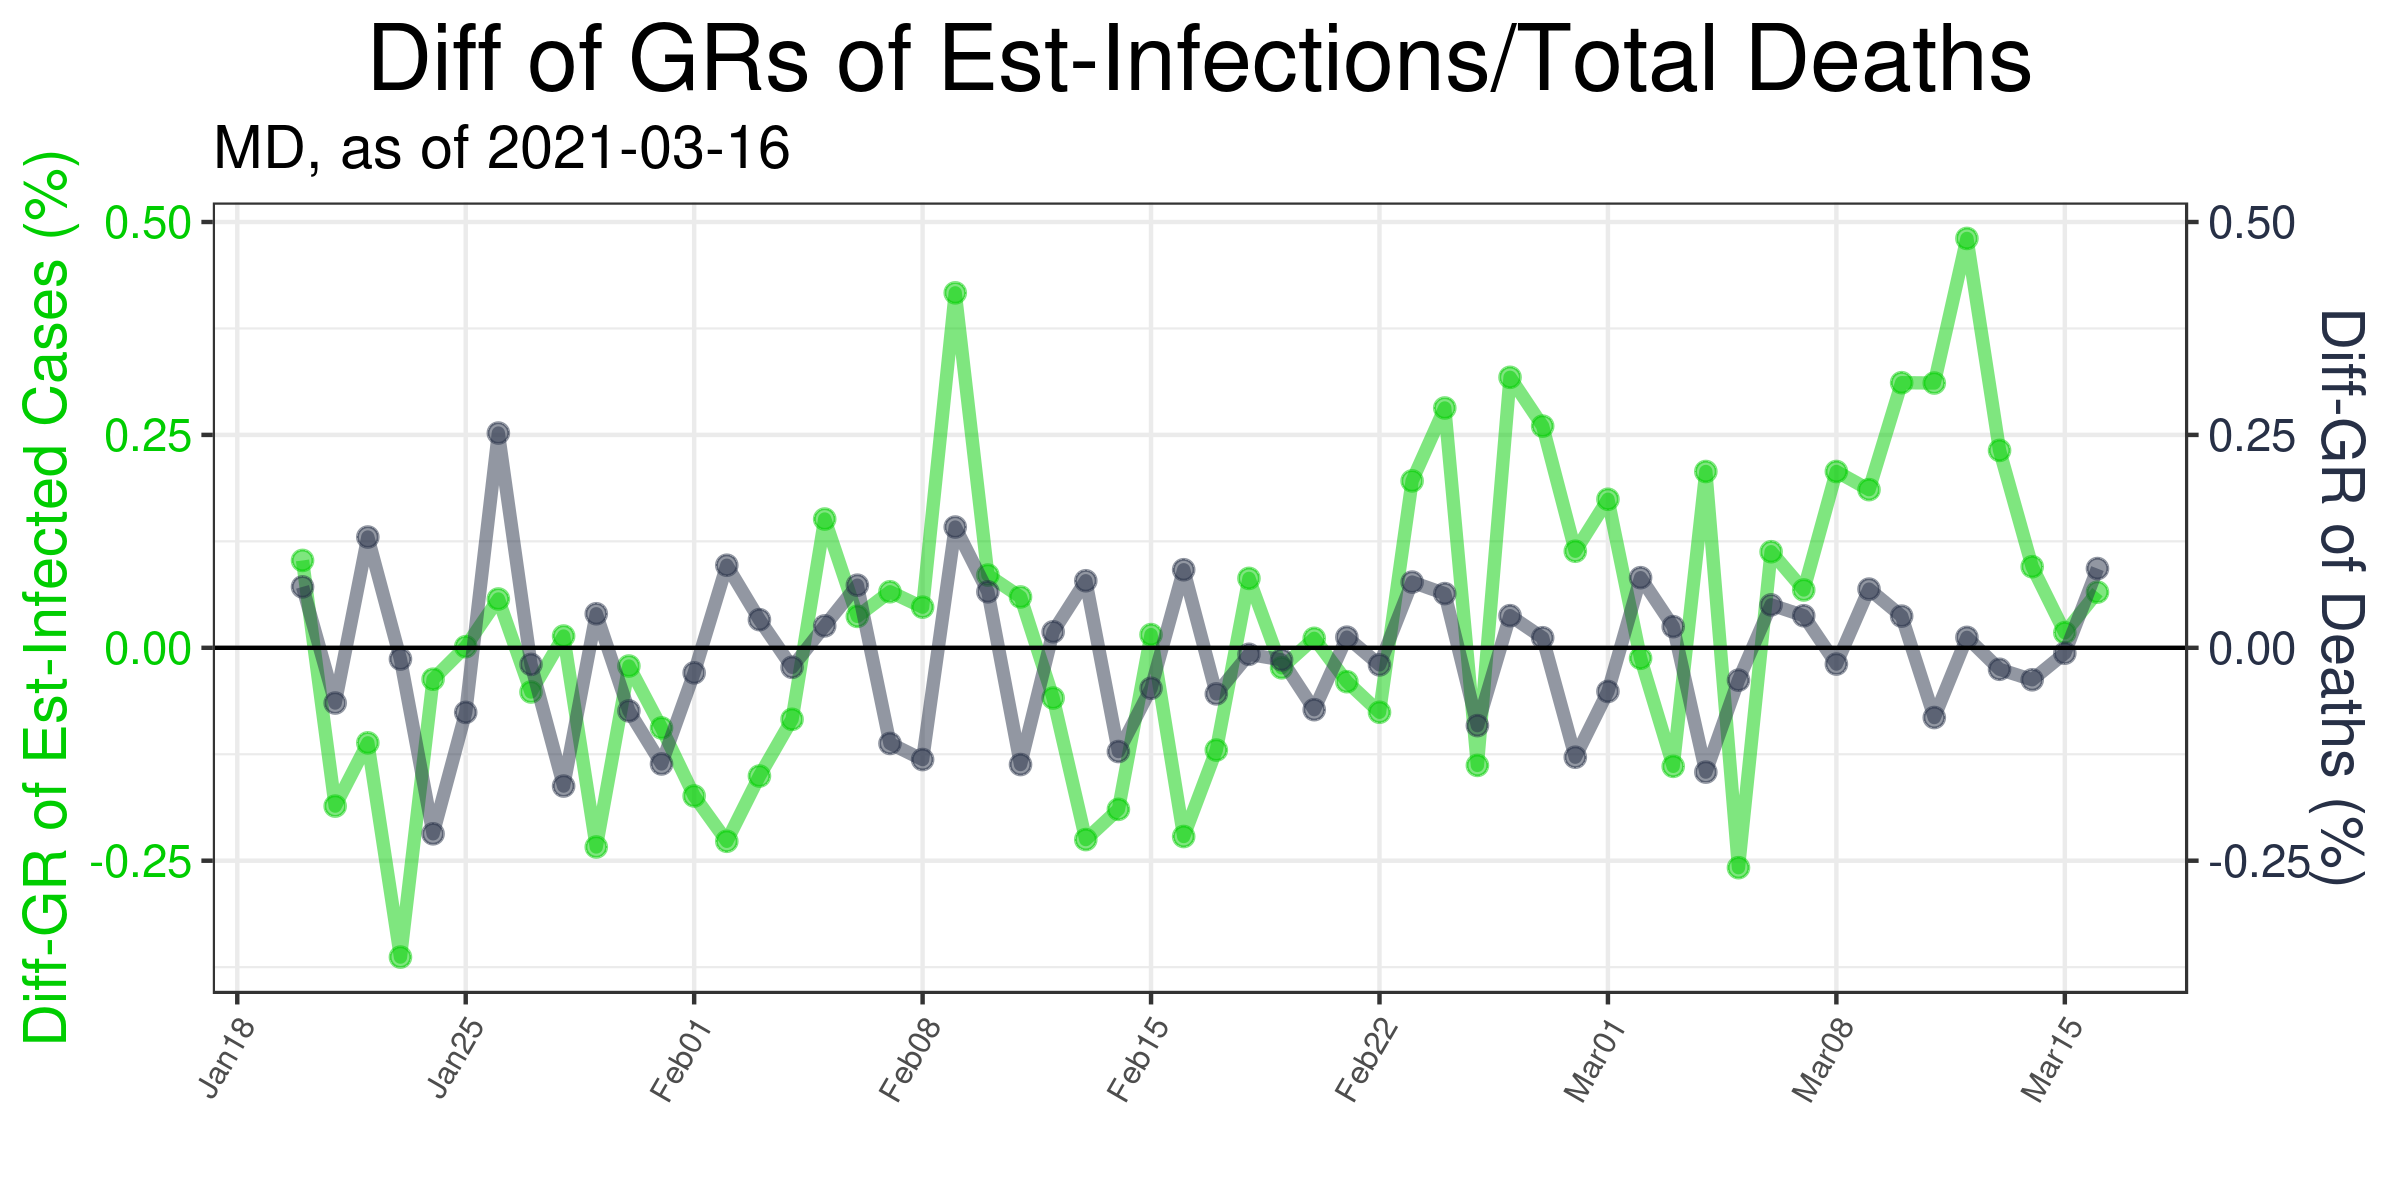 Diff of GRs of Est-Infections/Total Deaths
MD, as of 2021-03-16
Diff-GR of Est-Infected Cases (%)
0.50
0.25
0.00
-0.25
0.50
0.25
0.00
-0.25
Diff-GR of Deaths (%)
Jan18
Jan25
Feb01
Feb08
Feb15
Feb22
Mar01
Mar08
Mar15